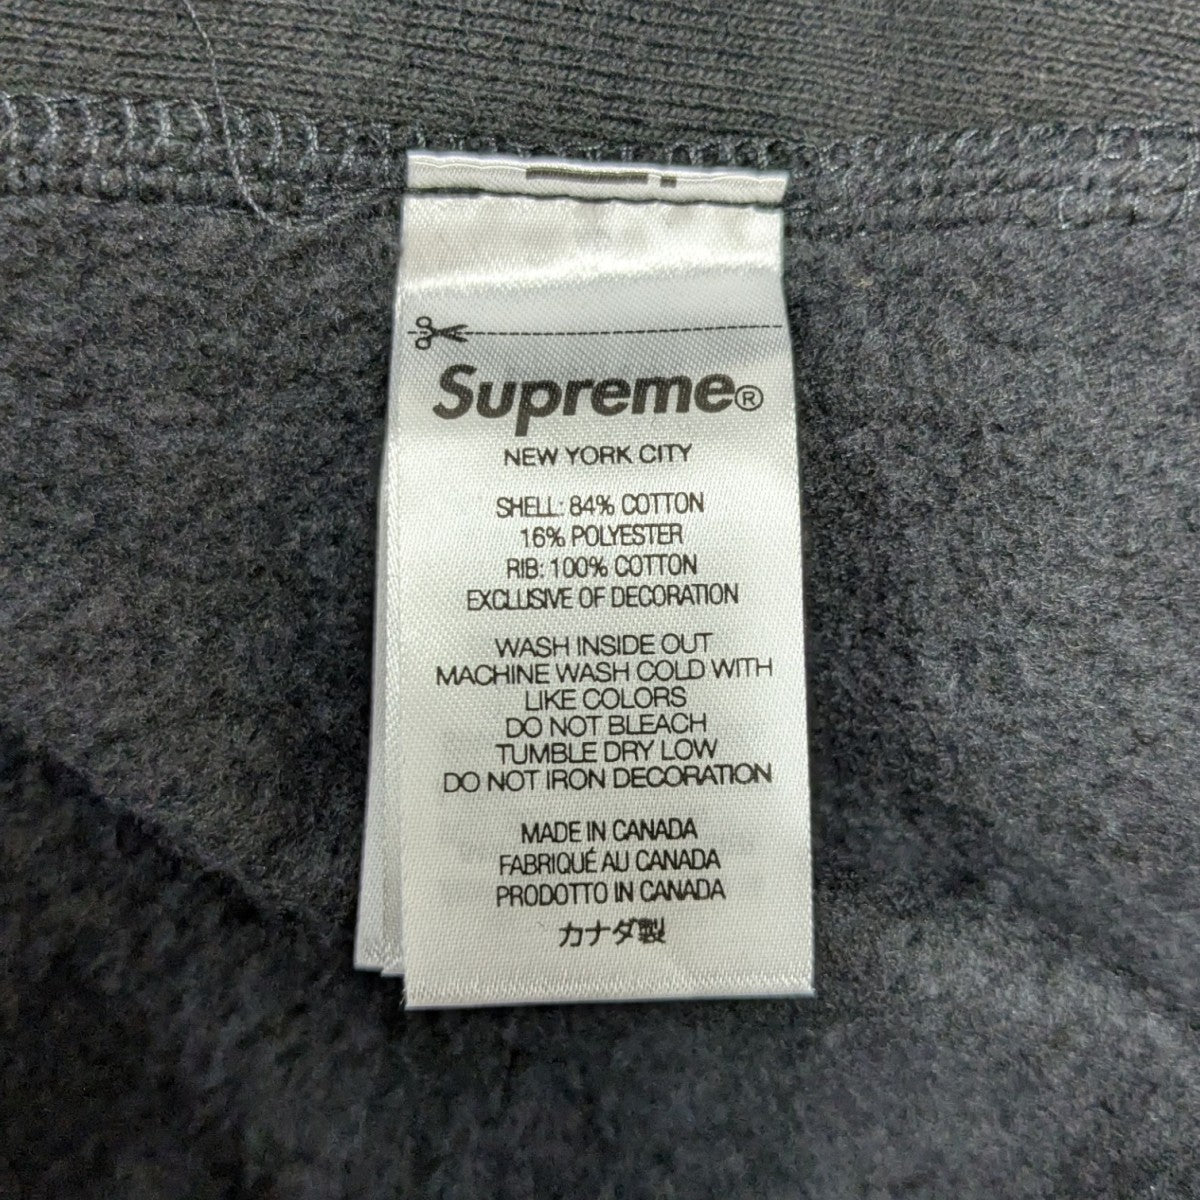 Supreme®
NEW YORK CITY
SHELL: 84% COTTON
16% POLYESTER
RIB: 100% COTTON
EXCLUSIVE OF DECORATION
WASH INSIDE OUT
MACHINE WASH COLD WITH
LIKE COLORS
DO NOT BLEACH
TUMBLE DRY LOW
DO NOT IRON DECORATION
MADE IN CANADA
FABRIQUÉ AU CANADA
PRODOTTO IN CANADA
カナダ製